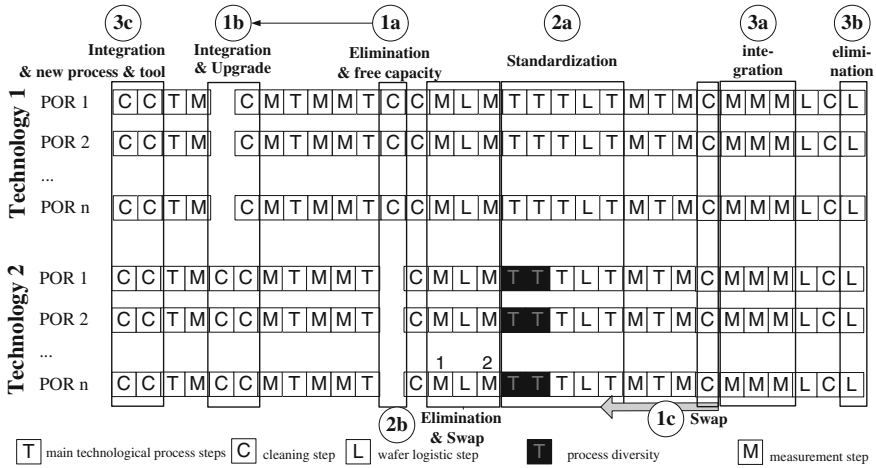 3c 1b 1a 2a 3a 3b
Integration & new process & tool
Integration & Upgrade
Elimination & free capacity
Standardization
inte-
gration
elimi-
nation
Technology 1
POR 1 C C T M C M T M M T C C M L M T T T L T M T M C M M M L C L
POR 2 C C T M C M T M M T C C M L M T T T L T M T M C M M M L C L
...
POR n C C T M C M T M M T C C M L M T T T L T M T M C M M M L C L
Technology 2
POR 1 C C T M C C M T M M T C M L M T T T L T M T M C M M M L C L
POR 2 C C T M C C M T M M T C M L M T T T L T M T M C M M M L C L
...
1 2
POR n C C T M C C M T M M T C M L M T T T L T M T M C M M M L C L
2b Elimination & Swap 1c Swap
T main technological process steps C cleaning step L wafer logistic step T process diversity M measurement step